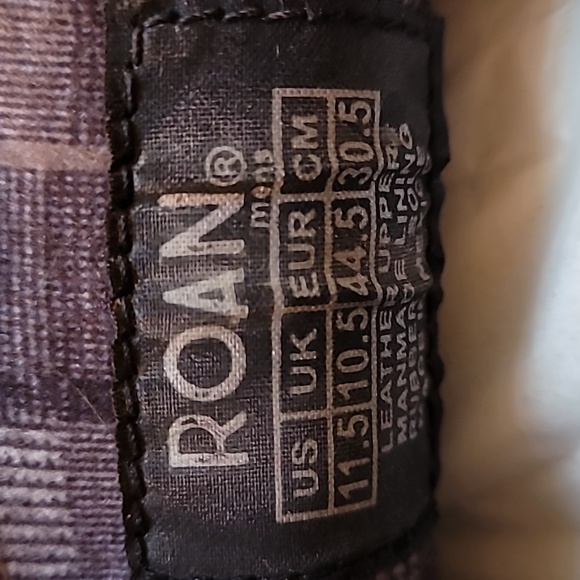 ROAN®
mens
US UK EUR CM
11.5 10.5 44.5 30.5
LEATHER UPPER
MANMADE LINING
RUBBER